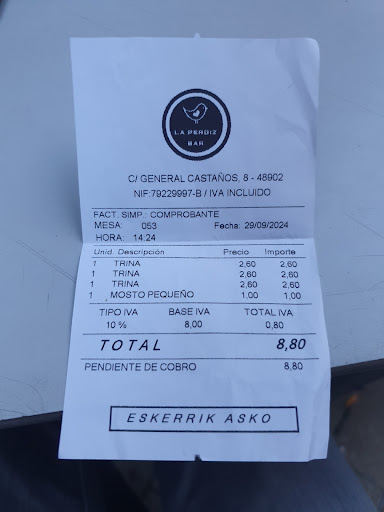 LA PERDIZ
BAR
C/ GENERAL CASTAÑOS, 8 - 48902
NIF:79229997-B / IVA INCLUIDO
FACT. SIMP.: COMPROBANTE
MESA: 053 Fecha: 29/09/2024
HORA: 14:24
Unid. Descripción Precio Importe
1 TRINA 2,60 2,60
1 TRINA 2,60 2,60
1 TRINA 2,60 2,60
1 MOSTO PEQUEÑO 1,00 1,00
TIPO IVA BASE IVA TOTAL IVA
10 % 8,00 0,80
TOTAL 8,80
PENDIENTE DE COBRO 8,80
ESKERRIK ASKO